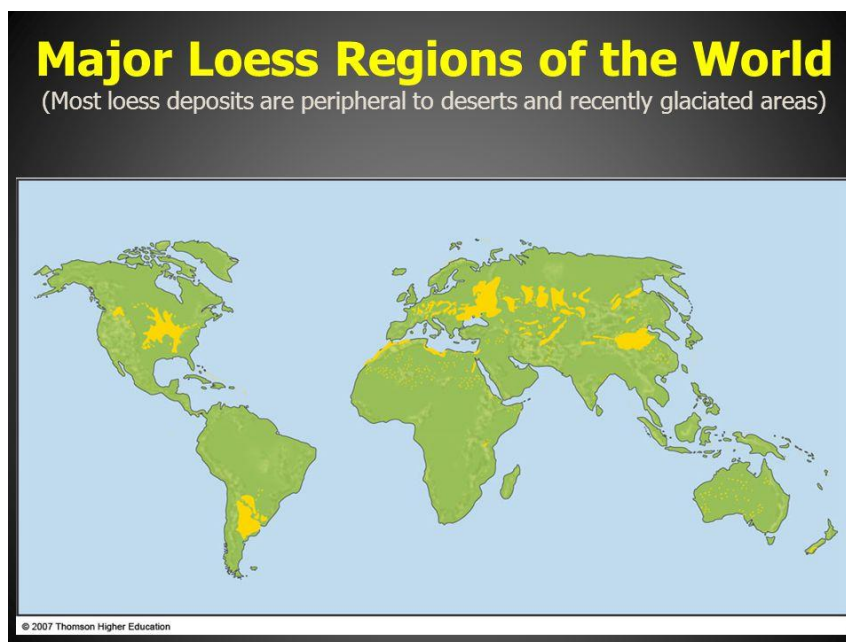 Major Loess Regions of the World
(Most loess deposits are peripheral to deserts and recently glaciated areas)
© 2007 Thomson Higher Education